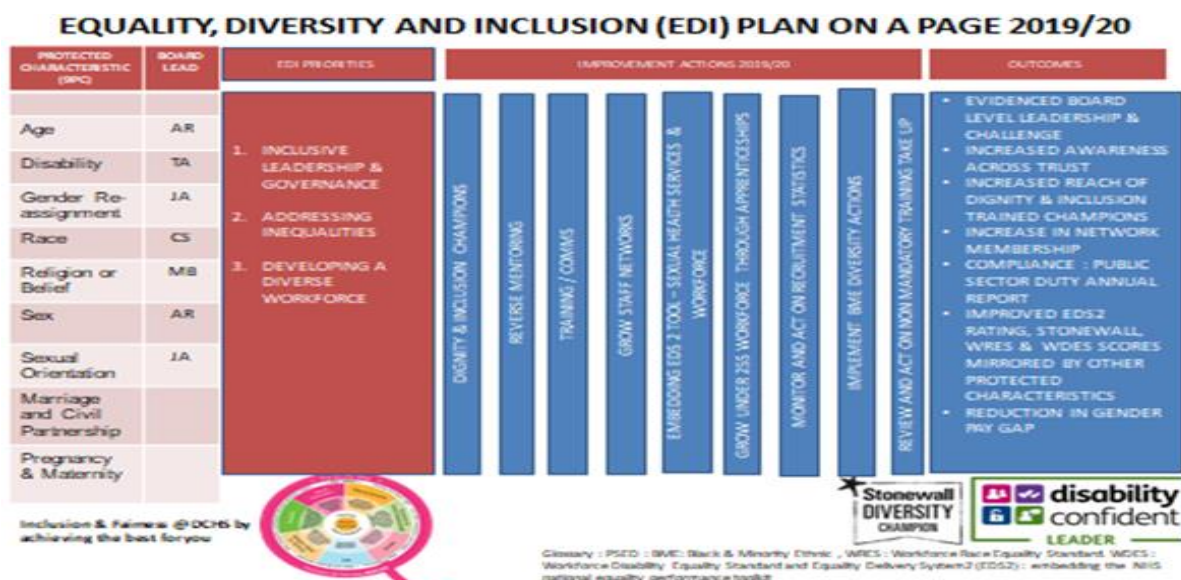 EQUALITY, DIVERSITY AND INCLUSION (EDI) PLAN ON A PAGE 2019/20
PROTECTED
CHARACTERISTIC
(9PC)
BOARD
LEAD
EDI PRIORITIES
IMPROVEMENT ACTIONS 2019/20
OUTCOMES
Age AR
Disability TA
Gender Re-
assignment
JA
Race CS
Religion or
Belief
MB
Sex AR
Sexual
Orientation
JA
Marriage
and Civil
Partnership
Pregnancy
& Maternity
1. INCLUSIVE
LEADERSHIP &
GOVERNANCE
2. ADDRESSING
INEQUALITIES
3. DEVELOPING A
DIVERSE
WORKFORCE
DIGNITY & INCLUSION CHAMPIONS
REVERSE MENTORING
TRAINING / COMMS
GROW STAFF NETWORKS
EMBEDDING EDS 2 TOOL – SEXUAL HEALTH SERVICES &
WORKFORCE
GROW UNDER 25S WORKFORCE THROUGH APPRENTICESHIPS
MONITOR AND ACT ON RECRUITMENT STATISTICS
IMPLEMENT BME DIVERSITY ACTIONS
REVIEW AND ACT ON NON MANDATORY TRAINING TAKE UP
• EVIDENCED BOARD
LEVEL LEADERSHIP &
CHALLENGE
• INCREASED AWARENESS
ACROSS TRUST
• INCREASED REACH OF
DIGNITY & INCLUSION
TRAINED CHAMPIONS
• INCREASE IN NETWORK
MEMBERSHIP
• COMPLIANCE : PUBLIC
SECTOR DUTY ANNUAL
REPORT
• IMPROVED EDS2
RATING, STONEWALL,
WRES & WDES SCORES
MIRRORED BY OTHER
PROTECTED
CHARACTERISTICS
• REDUCTION IN GENDER
PAY GAP
Inclusion & Fairness @DCHS by
achieving the best for you
Stonewall
DIVERSITY
CHAMPION
disability
confident
LEADER
Glossary : PSED : BME: Black & Minority Ethnic , WRES : Workforce Race Equality Standard. WDES :
Workforce Disability Equality Standard and Equality Delivery System2 (EDS2) : embedding the NHS
national equality performance toolkit